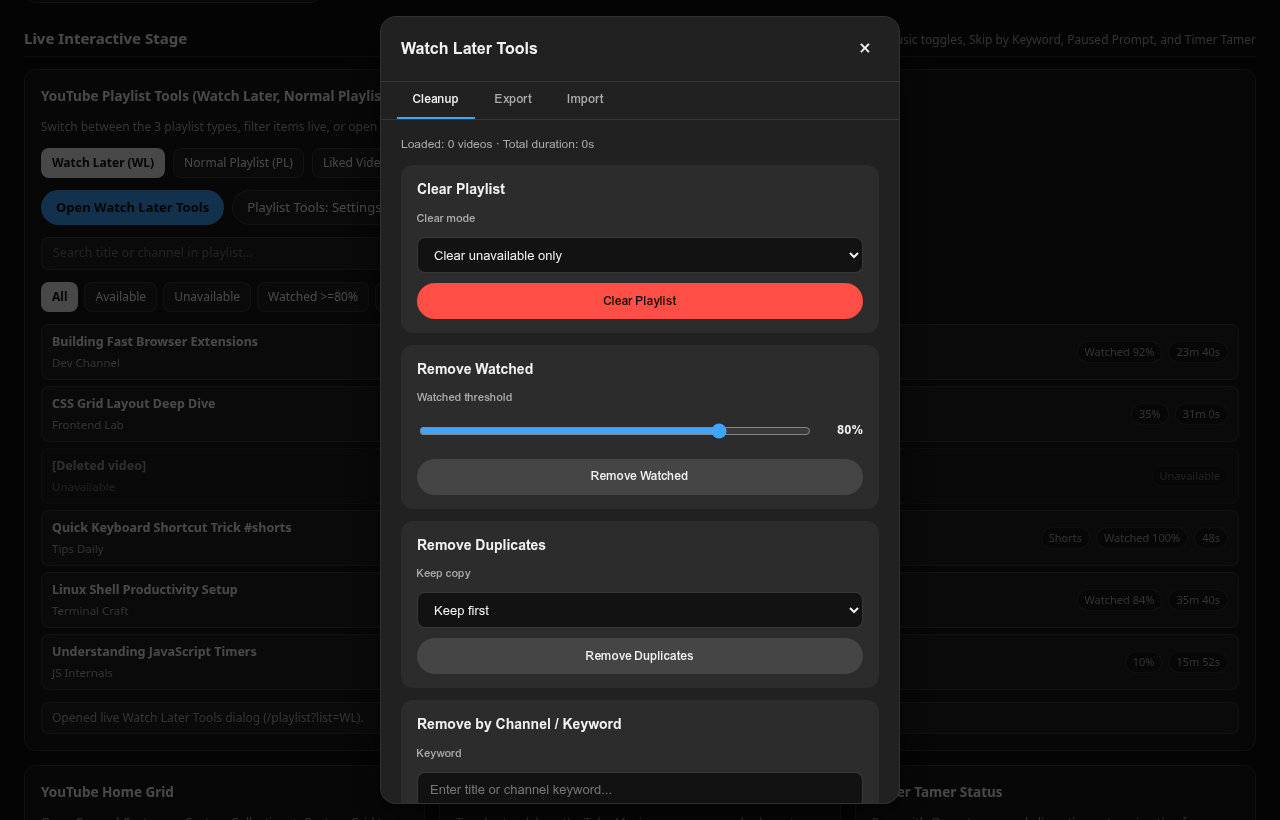 Live Interactive Stage
usic toggles, Skip by Keyword, Paused Prompt, and Timer Tamer
Watch Later Tools
×
Cleanup Export Import
Loaded: 0 videos · Total duration: 0s
Clear Playlist
Clear mode
Clear unavailable only
Clear Playlist
Remove Watched
Watched threshold
80%
Remove Watched
Remove Duplicates
Keep copy
Keep first
Remove Duplicates
Remove by Channel / Keyword
Keyword
Enter title or channel keyword...
YouTube Playlist Tools (Watch Later, Normal Playlis
Switch between the 3 playlist types, filter items live, or open
Watch Later (WL) Normal Playlist (PL) Liked Vide
Open Watch Later Tools Playlist Tools: Settings
Search title or channel in playlist...
All Available Unavailable Watched >=80%
Building Fast Browser Extensions
Dev Channel
Watched 92% 23m 40s
CSS Grid Layout Deep Dive
Frontend Lab
35% 31m 0s
[Deleted video]
Unavailable
Unavailable
Quick Keyboard Shortcut Trick #shorts
Tips Daily
Shorts Watched 100% 48s
Linux Shell Productivity Setup
Terminal Craft
Watched 84% 35m 40s
Understanding JavaScript Timers
JS Internals
10% 15m 52s
Opened live Watch Later Tools dialog (/playlist?list=WL).
YouTube Home Grid
er Tamer Status